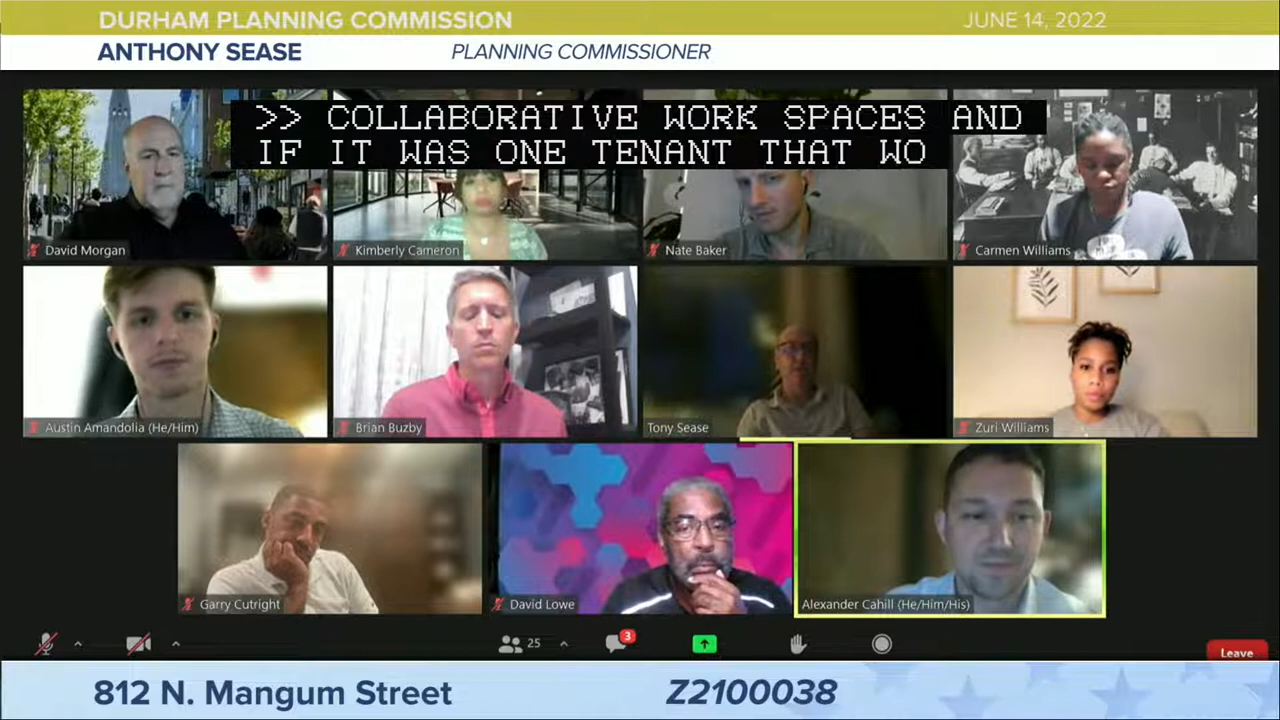 DURHAM PLANNING COMMISSION
JUNE 14, 2022
ANTHONY SEASE
PLANNING COMMISSIONER
>> COLLABORATIVE WORK SPACES AND
IF IT WAS ONE TENANT THAT WO
David Morgan
Kimberly Cameron
Nate Baker
Carmen Williams
Austin Amandolia (He/Him)
Brian Buzby
Tony Sease
Zuri Williams
Garry Cutright
David Lowe
Alexander Cahill (He/Him/His)
25
3
Leave
812 N. Mangum Street
Z2100038